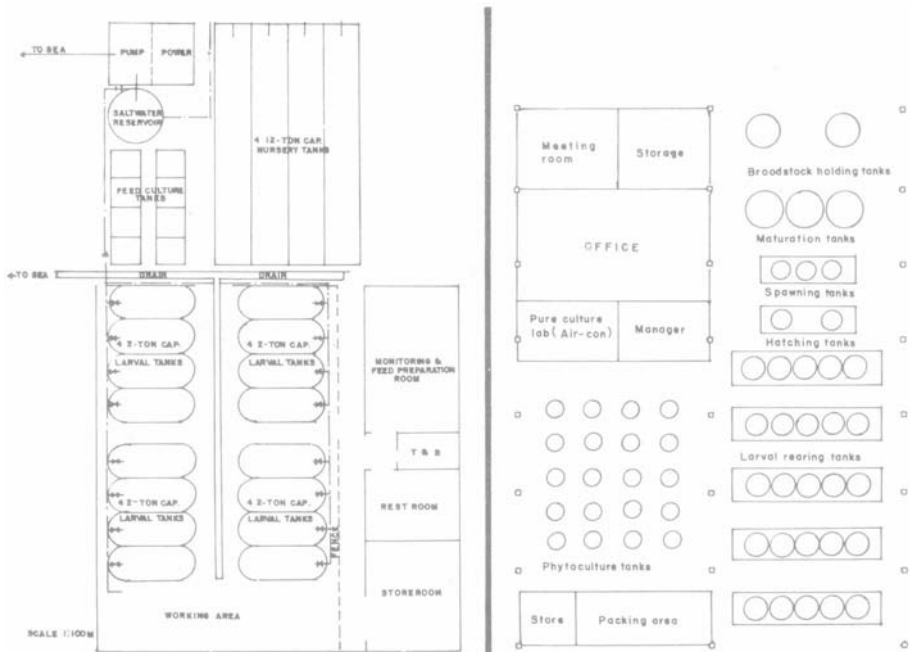 TO SEA
PUMP
POWER
SALTWATER
RESERVOIR
4 12-TON CAP.
NURSERY TANKS
FEED CULTURE
TANKS
TO SEA
DRAIN
DRAIN
4 2-TON CAP.
LARVAL TANKS
4 2-TON CAP.
LARVAL TANKS
MONITORING &
FEED PREPARATION
ROOM
T & B
4 2-TON CAP.
LARVAL TANKS
4 2-TON CAP.
LARVAL TANKS
REST ROOM
FENCE
STOREROOM
WORKING AREA
SCALE 1:100M
Meeting
room
Storage
OFFICE
Pure culture
lab (Air-con)
Manager
Phytoculture tanks
Store
Packing area
Broodstock holding tanks
Maturation tanks
Spawning tanks
Hatching tanks
Larval rearing tanks